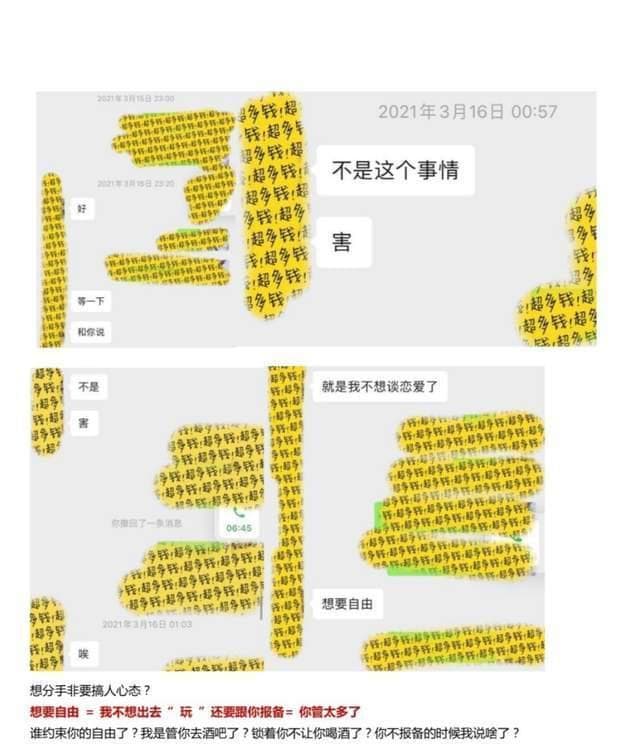 2021年3月15日 23:00
2021年3月15日 23:20
好
等一下
和你说
2021年3月16日 00:57
不是这个事情
害
不是
害
你撤回了一条消息
06:45
2021年3月16日 01:03
唉
就是我不想谈恋爱了
想要自由
想分手非要搞人心态？
想要自由 = 我不想出去“ 玩 ”还要跟你报备= 你管太多了
谁约束你的自由了？我是管你去酒吧了？锁着你不让你喝酒了？你不报备的时候我说啥了？